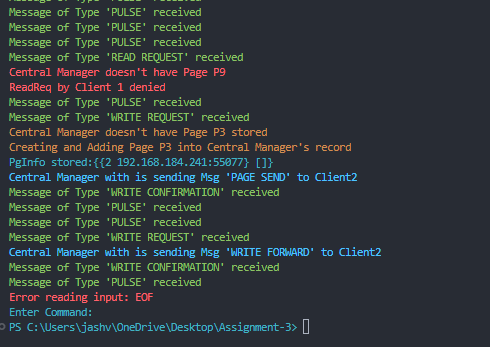 Message of Type 'PULSE' received
Message of Type 'PULSE' received
Message of Type 'PULSE' received
Message of Type 'PULSE' received
Message of Type 'READ REQUEST' received
Central Manager doesn't have Page P9
ReadReq by Client 1 denied
Message of Type 'PULSE' received
Message of Type 'WRITE REQUEST' received
Central Manager doesn't have Page P3 stored
Creating and Adding Page P3 into Central Manager's record
PgInfo stored:{{2 192.168.184.241:55077} []}
Central Manager with is sending Msg 'PAGE SEND' to Client2
Message of Type 'WRITE CONFIRMATION' received
Message of Type 'PULSE' received
Message of Type 'PULSE' received
Message of Type 'WRITE REQUEST' received
Central Manager with is sending Msg 'WRITE FORWARD' to Client2
Message of Type 'WRITE CONFIRMATION' received
Message of Type 'PULSE' received
Error reading input: EOF
Enter Command:
PS C:\Users\jashv\OneDrive\Desktop\Assignment-3>